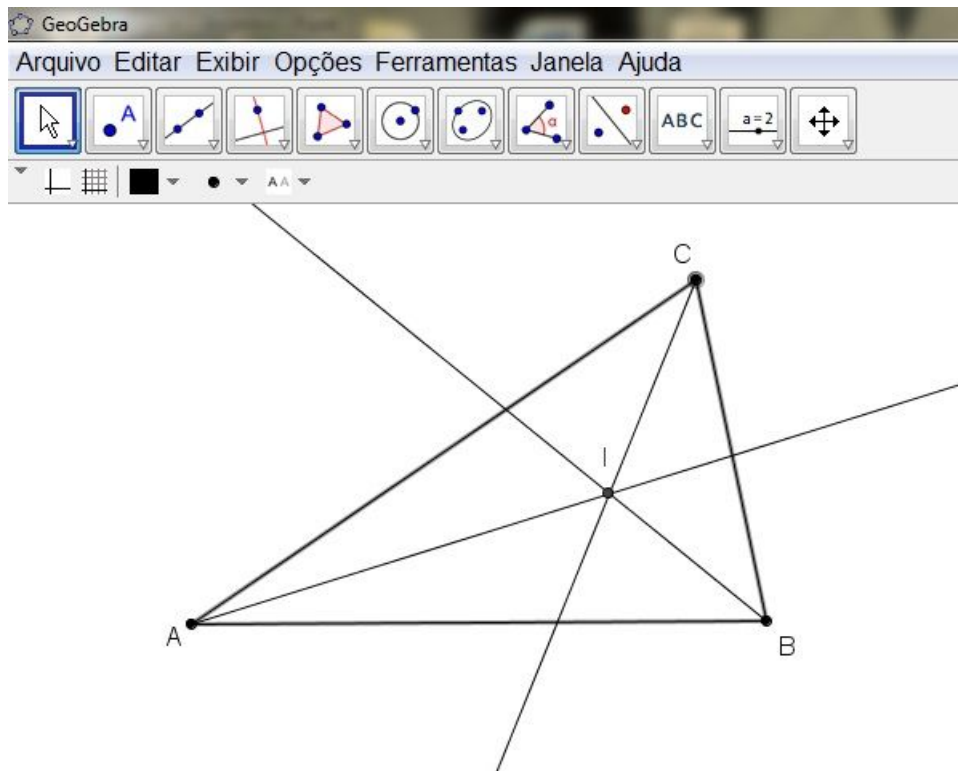 GeoGebra
Arquivo Editar Exibir Opções Ferramentas Janela Ajuda
A α ABC a=2
A A
C
I
A
B